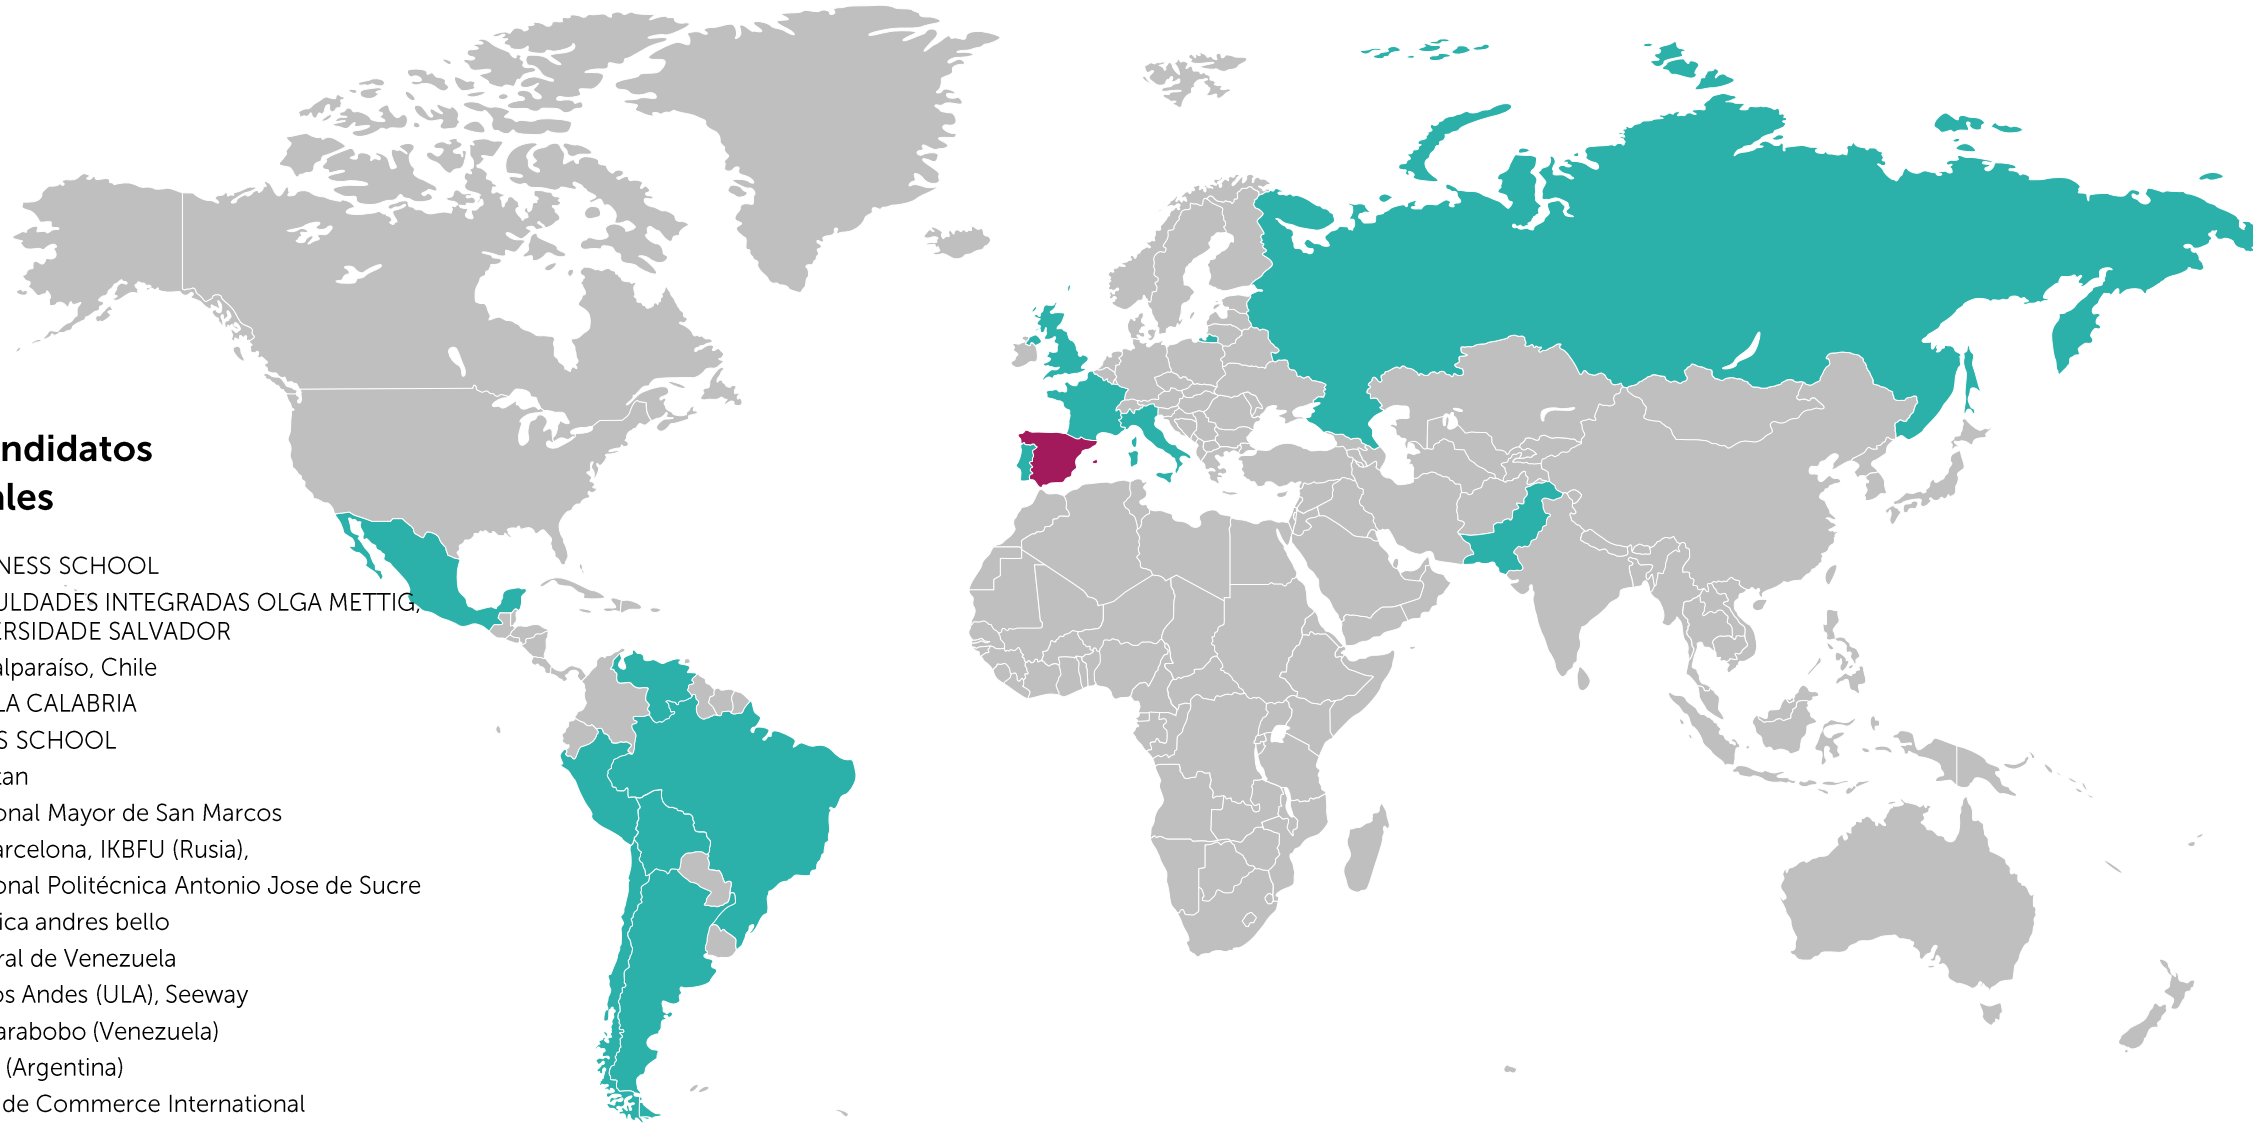 ndidatos
ales
NESS SCHOOL
ULDADES INTEGRADAS OLGA METTIG,
ERSIDADE SALVADOR
alparaíso, Chile
LA CALABRIA
S SCHOOL
tan
onal Mayor de San Marcos
arcelona, IKBFU (Rusia),
onal Politécnica Antonio Jose de Sucre
ica andres bello
ral de Venezuela
os Andes (ULA), Seeway
arabobo (Venezuela)
(Argentina)
de Commerce International